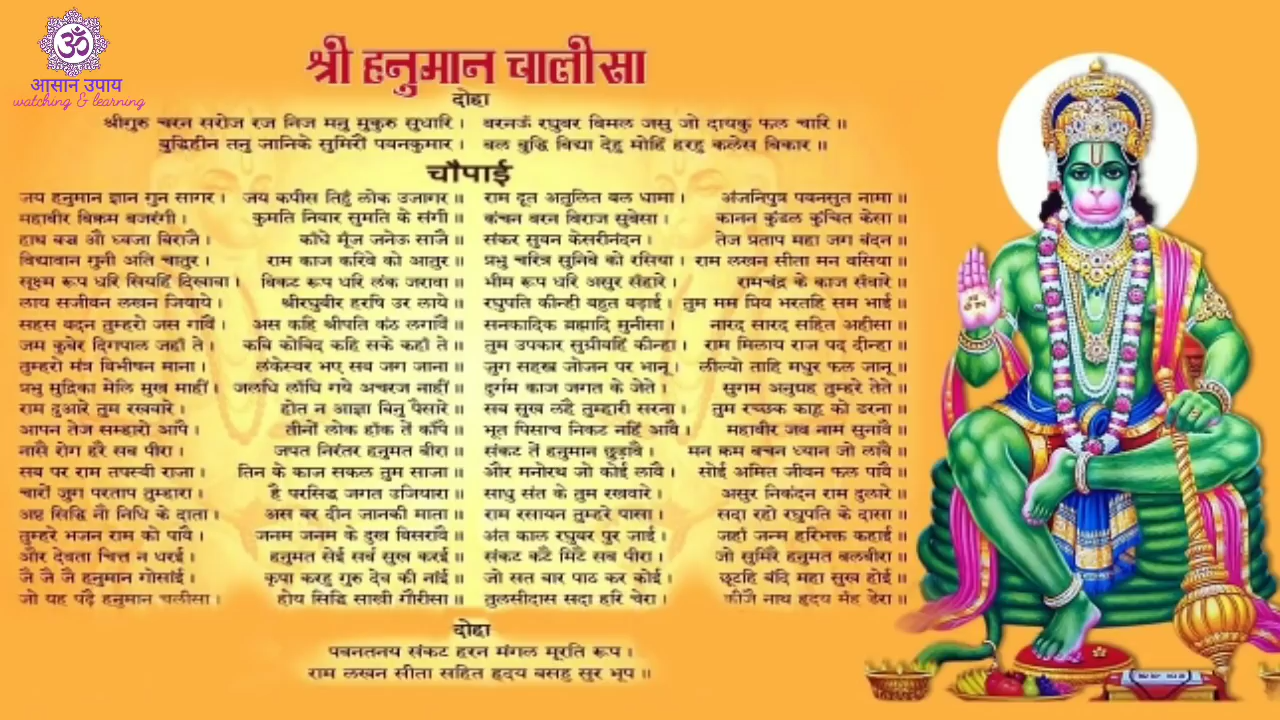 आसान उपाय
watching & learning
श्री हनुमान चालीसा
दोहा
श्रीगुरु चरन सरोज रज निज मनु मुकुरु सुधारि । बरनऊँ रघुबर बिमल जसु जो दायकु फल चारि ॥
बुद्धिहीन तनु जानिके सुमिरौं पवनकुमार । बल बुद्धि विद्या देहु मोहिं हरहु कलेस विकार ॥
चौपाई
जय हनुमान ज्ञान गुन सागर । जय कपीस तिहुँ लोक उजागर ॥ राम दूत अतुलित बल धामा । अंजनिपुत्र पवनसुत नामा ॥
महाबीर बिक्रम बजरंगी । कुमति निवार सुमति के संगी ॥ कंचन बरन बिराज सुबेसा । कानन कुंडल कुंचित केसा ॥
हाथ बज्र औ ध्वजा बिराजै । काँधे मूँज जनेऊ साजै ॥ संकर सुवन केसरीनंदन । तेज प्रताप महा जग बंदन ॥
विद्यावान गुनी अति चातुर । राम काज करिबे को आतुर ॥ प्रभु चरित्र सुनिबे को रसिया । राम लखन सीता मन बसिया ॥
सूक्ष्म रूप धरि सियहिं दिखावा । बिकट रूप धरि लंक जरावा ॥ भीम रूप धरि असुर सँहारे । रामचंद्र के काज सँवारे ॥
लाय सजीवन लखन जियाये । श्रीरघुबीर हरषि उर लाये ॥ रघुपति कीन्ही बहुत बड़ाई । तुम मम प्रिय भरतहि सम भाई ॥
सहस बदन तुम्हरो जस गावैं । अस कहि श्रीपति कंठ लगावैं ॥ सनकादिक ब्रह्मादि मुनीसा । नारद सारद सहित अहीसा ॥
जम कुबेर दिगपाल जहाँ ते । कबि कोबिद कहि सके कहाँ ते ॥ तुम उपकार सुग्रीवहिं कीन्हा । राम मिलाय राज पद दीन्हा ॥
तुम्हरो मंत्र विभीषन माना । लंकेस्वर भए सब जग जाना ॥ जुग सहस्त्र जोजन पर भानू । लील्यो ताहि मधुर फल जानू ॥
प्रभु मुद्रिका मेलि मुख माहीं । जलधि लाँघि गये अचरज नाहीं ॥ दुर्गम काज जगत के जेते । सुगम अनुग्रह तुम्हरे तेते ॥
राम दुआरे तुम रखवारे । होत न आज्ञा बिनु पैसारे ॥ सब सुख लहै तुम्हारी सरना । तुम रच्छक काहू को डरना ॥
आपन तेज सम्हारो आपै । तीनों लोक हाँक तें काँपै ॥ भूत पिसाच निकट नहिं आवै । महाबीर जब नाम सुनावै ॥
नासै रोग हरै सब पीरा । जपत निरंतर हनुमत बीरा ॥ संकट तें हनुमान छुड़ावै । मन क्रम बचन ध्यान जो लावै ॥
सब पर राम तपस्वी राजा । तिन के काज सकल तुम साजा ॥ और मनोरथ जो कोई लावै । सोई अमित जीवन फल पावै ॥
चारों जुग परताप तुम्हारा । है परसिद्ध जगत उजियारा ॥ साधु संत के तुम रखवारे । असुर निकंदन राम दुलारे ॥
अष्ट सिद्धि नौ निधि के दाता । अस बर दीन जानकी माता ॥ राम रसायन तुम्हरे पासा । सदा रहो रघुपति के दासा ॥
तुम्हरे भजन राम को पावै । जनम जनम के दुख बिसरावै ॥ अंत काल रघुबर पुर जाई । जहाँ जन्म हरिभक्त कहाई ॥
और देवता चित्त न धरई । हनुमत सेई सर्व सुख करई ॥ संकट कटै मिटै सब पीरा । जो सुमिरै हनुमत बलबीरा ॥
जै जै जै हनुमान गोसाईं । कृपा करहु गुरु देव की नाईं ॥ जो सत बार पाठ कर कोई । छूटहि बंदि महा सुख होई ॥
जो यह पढ़ै हनुमान चलीसा । होय सिद्धि साखी गौरीसा ॥ तुलसीदास सदा हरि चेरा । कीजै नाथ हृदय मँह डेरा ॥
दोहा
पवनतनय संकट हरन मंगल मूरति रूप ।
राम लखन सीता सहित हृदय बसहु सुर भूप ॥